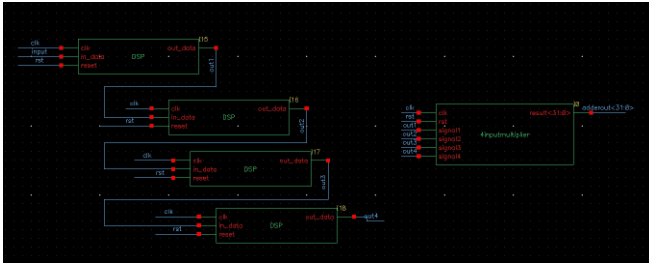 I15
clk
input
rst
clk
in_data
reset
DSP
out_data
out1
I16
clk
rst
clk
in_data
reset
DSP
out_data
out2
I17
clk
rst
clk
in_data
reset
DSP
out_data
out3
I18
clk
rst
clk
in_data
reset
DSP
out_data
out4
clk
rst
out1
out2
out3
out4
clk
rst
signal1
signal2
signal3
signal4
4inputmultiplier
result<31:0>
adderout<31:0>